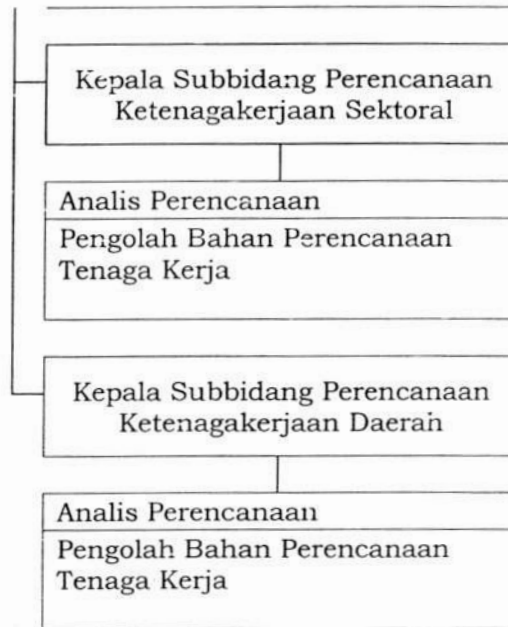 Kepala Subbidang Perencanaan
Ketenagakerjaan Sektoral
Analis Perencanaan
Pengolah Bahan Perencanaan
Tenaga Kerja
Kepala Subbidang Perencanaan
Ketenagakerjaan Daerah
Analis Perencanaan
Pengolah Bahan Perencanaan
Tenaga Kerja